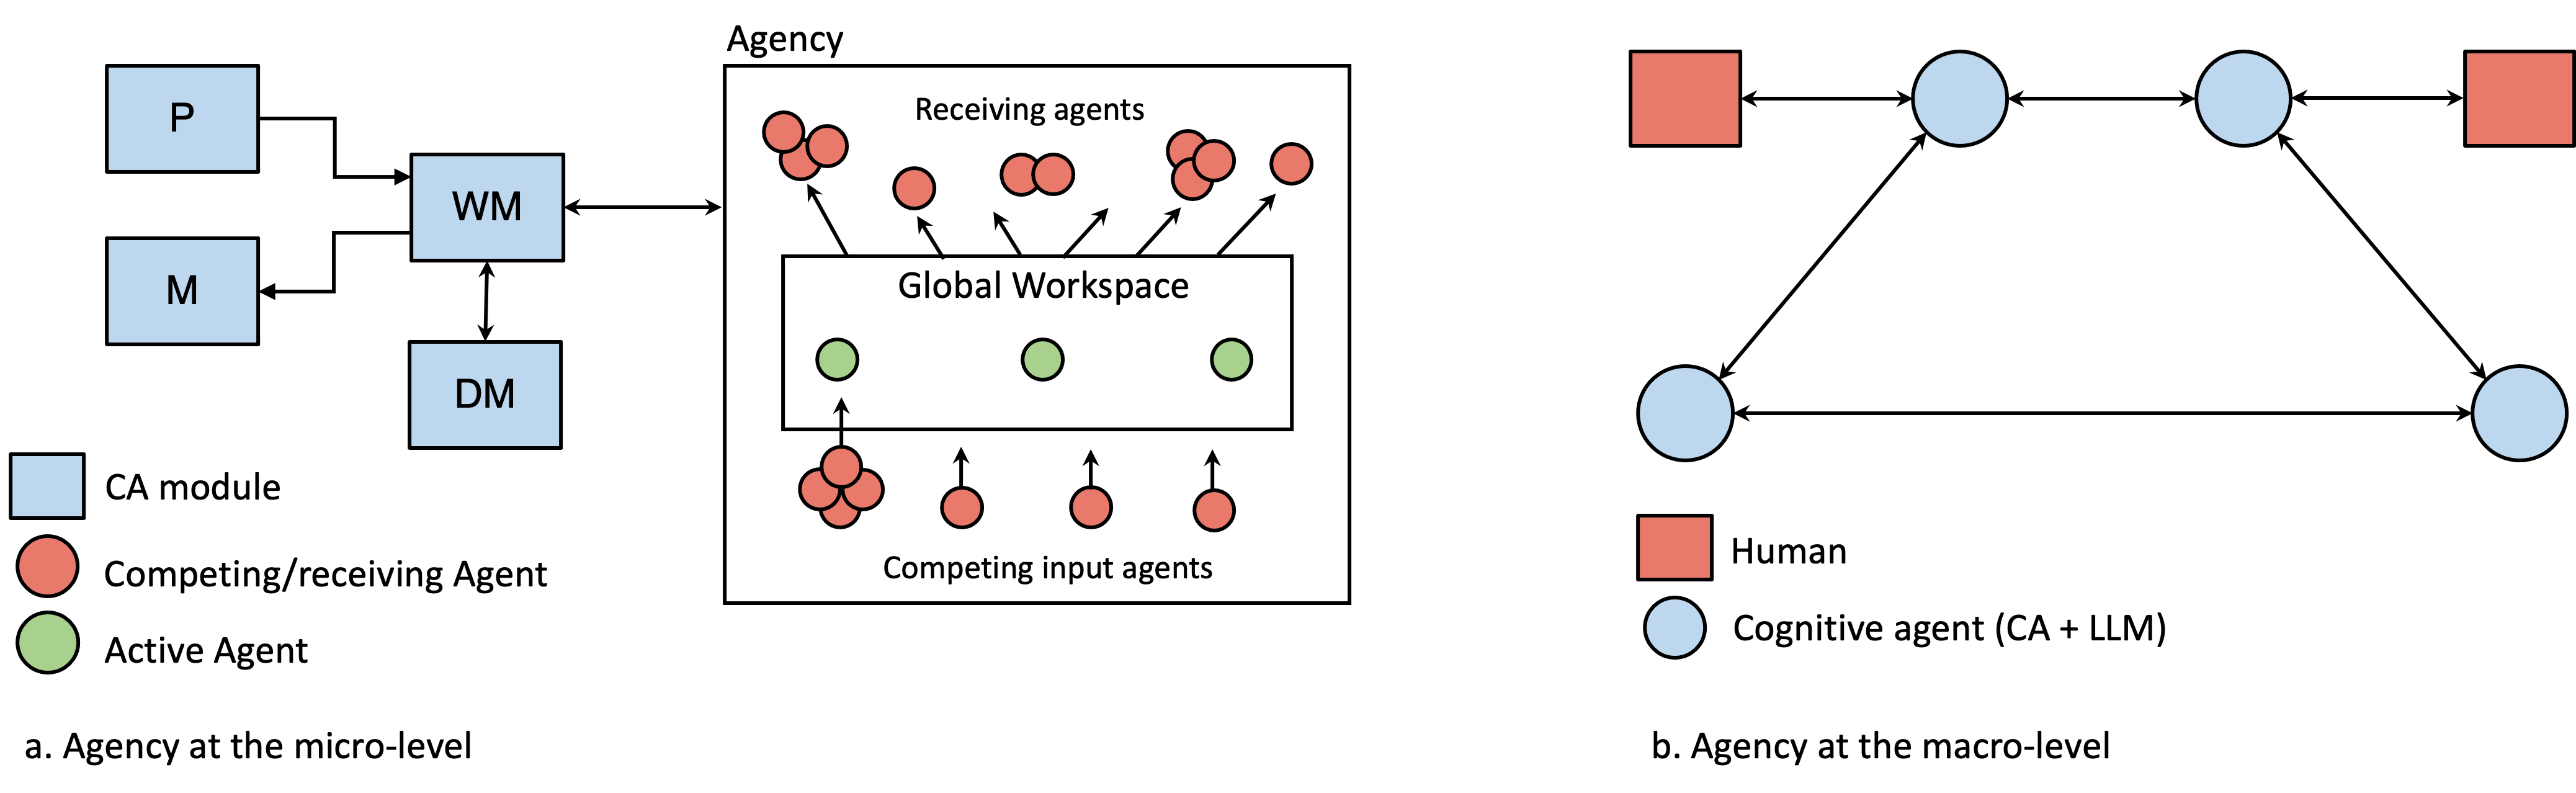 Agency
P
Receiving agents
WM
M
Global Workspace
DM
CA module
Competing/receiving Agent
Competing input agents
Active Agent
a. Agency at the micro-level
Human
Cognitive agent (CA + LLM)
b. Agency at the macro-level